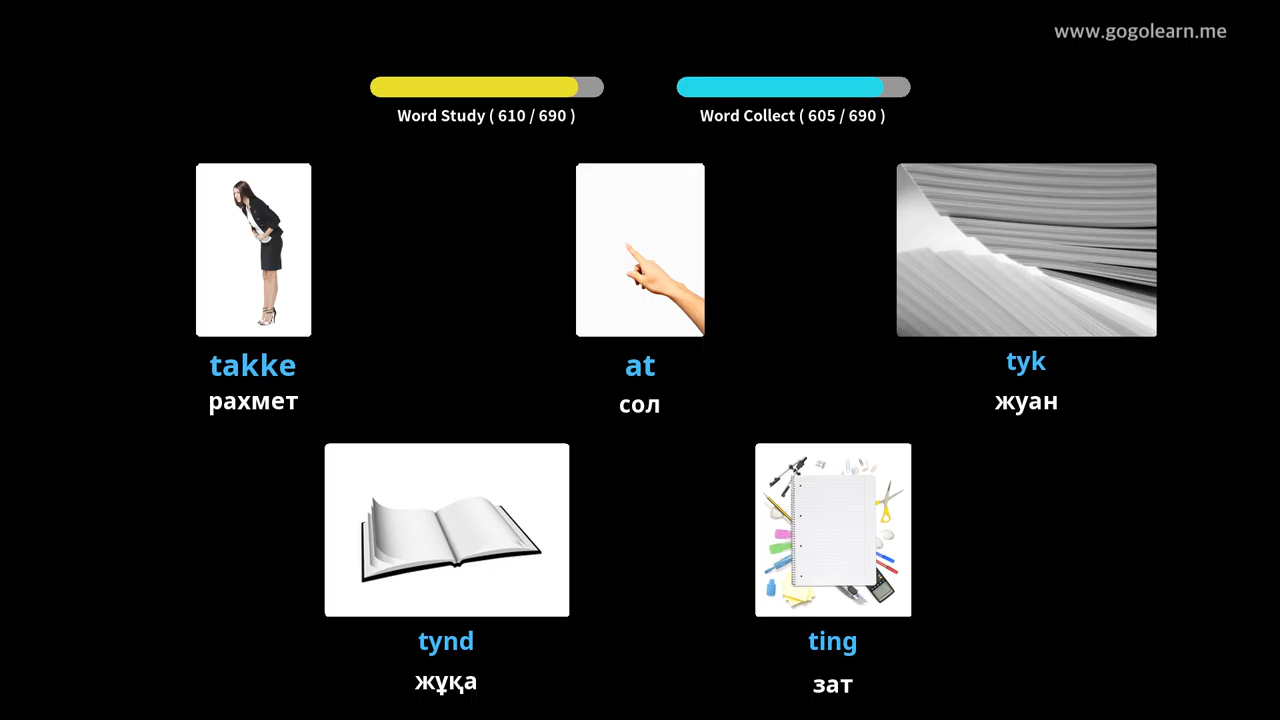 www.gogolearn.me
Word Study ( 610 / 690 )
Word Collect ( 605 / 690 )
takke
рахмет
at
сол
tyk
жуан
tynd
жұқа
ting
зат